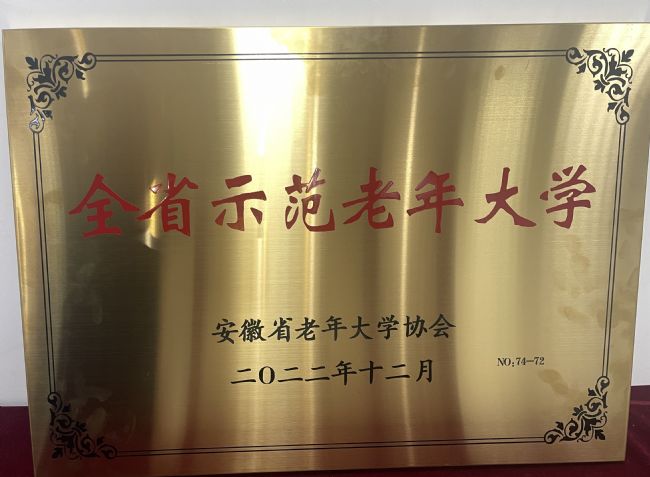 全省示范老年大学
安徽省老年大学协会
二〇二二年十二月
NO:74-72